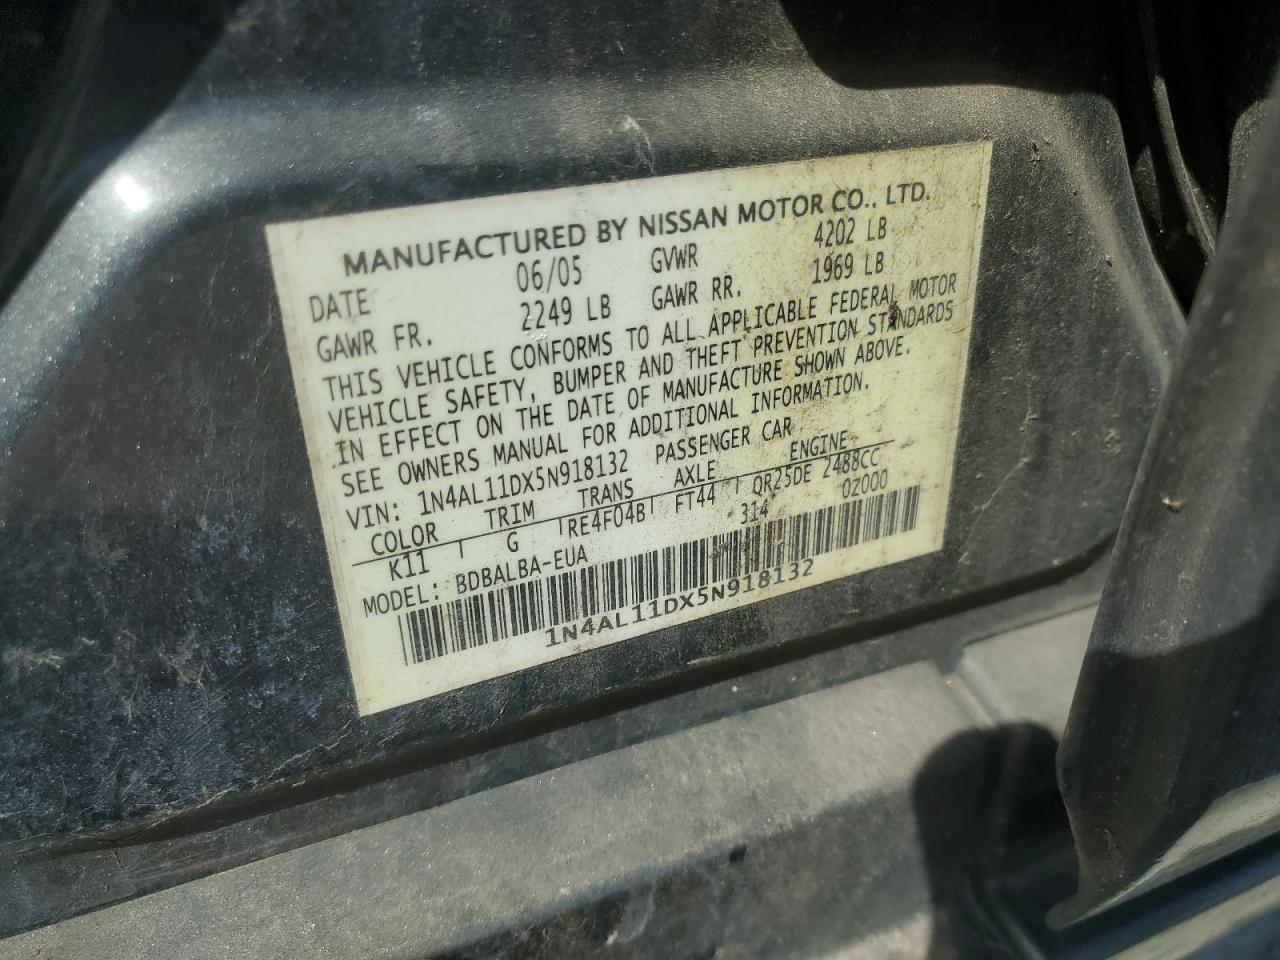 MANUFACTURED BY NISSAN MOTOR CO., LTD.
DATE 06/05 GVWR 4202 LB
GAWR FR. 2249 LB GAWR RR. 1969 LB
THIS VEHICLE CONFORMS TO ALL APPLICABLE FEDERAL MOTOR
VEHICLE SAFETY, BUMPER AND THEFT PREVENTION STANDARDS
IN EFFECT ON THE DATE OF MANUFACTURE SHOWN ABOVE.
SEE OWNERS MANUAL FOR ADDITIONAL INFORMATION.
VIN: 1N4AL11DX5N918132 PASSENGER CAR
COLOR TRIM TRANS AXLE ENGINE
K11 G RE4F04B FT44 QR25DE 2488CC
MODEL: BDBALBA-EUA 314 0Z000
1N4AL11DX5N918132